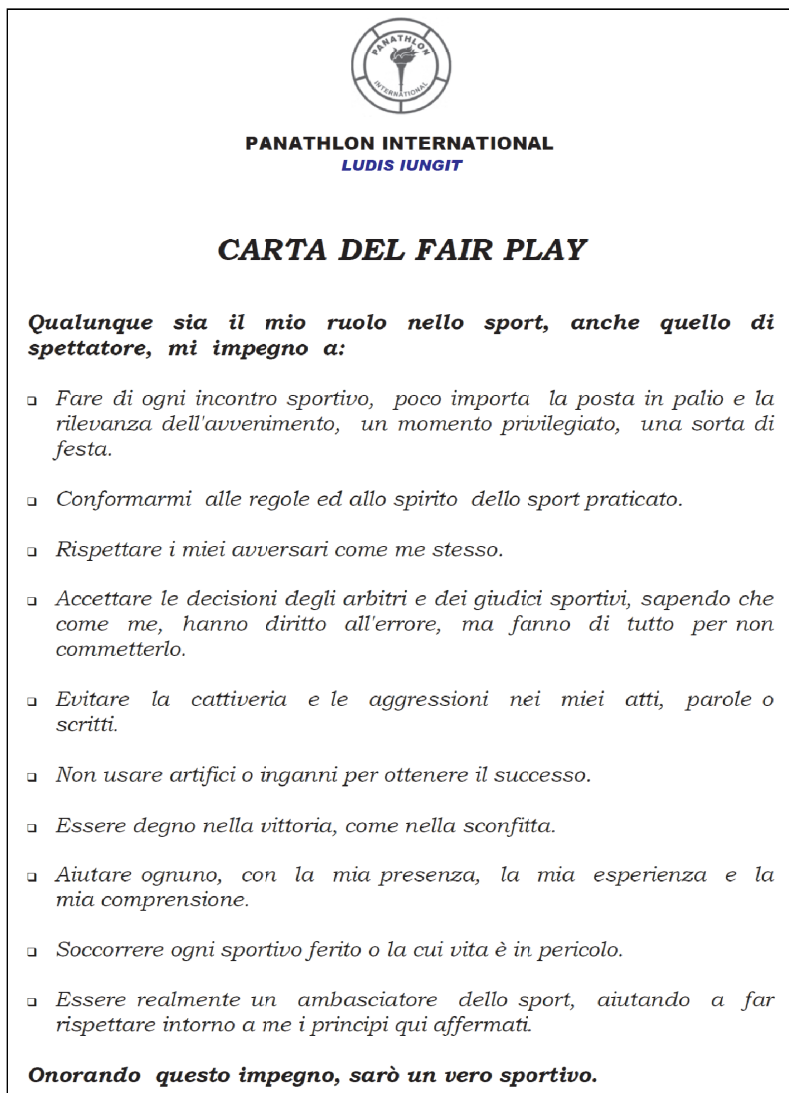 PANATHLON
INTERNATIONAL
PANATHLON INTERNATIONAL
LUDIS IUNGIT
CARTA DEL FAIR PLAY
Qualunque sia il mio ruolo nello sport, anche quello di
spettatore, mi impegno a:
❑ Fare di ogni incontro sportivo, poco importa la posta in palio e la
rilevanza dell'avvenimento, un momento privilegiato, una sorta di
festa.
❑ Conformarmi alle regole ed allo spirito dello sport praticato.
❑ Rispettare i miei avversari come me stesso.
❑ Accettare le decisioni degli arbitri e dei giudici sportivi, sapendo che
come me, hanno diritto all'errore, ma fanno di tutto per non
commetterlo.
❑ Evitare la cattiveria e le aggressioni nei miei atti, parole o
scritti.
❑ Non usare artifici o inganni per ottenere il successo.
❑ Essere degno nella vittoria, come nella sconfitta.
❑ Aiutare ognuno, con la mia presenza, la mia esperienza e la
mia comprensione.
❑ Soccorrere ogni sportivo ferito o la cui vita è in pericolo.
❑ Essere realmente un ambasciatore dello sport, aiutando a far
rispettare intorno a me i principi qui affermati.
Onorando questo impegno, sarò un vero sportivo.